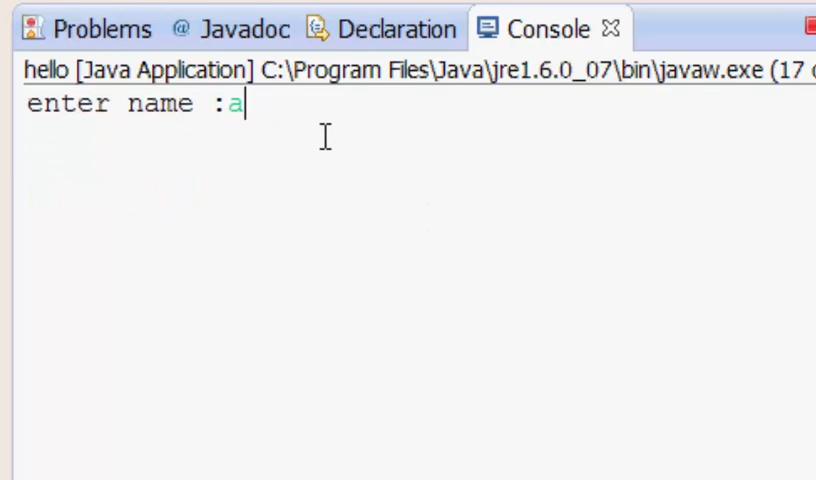 Problems @ Javadoc Declaration Console
hello [Java Application] C:\Program Files\Java\jre1.6.0_07\bin\javaw.exe (17
enter name :a